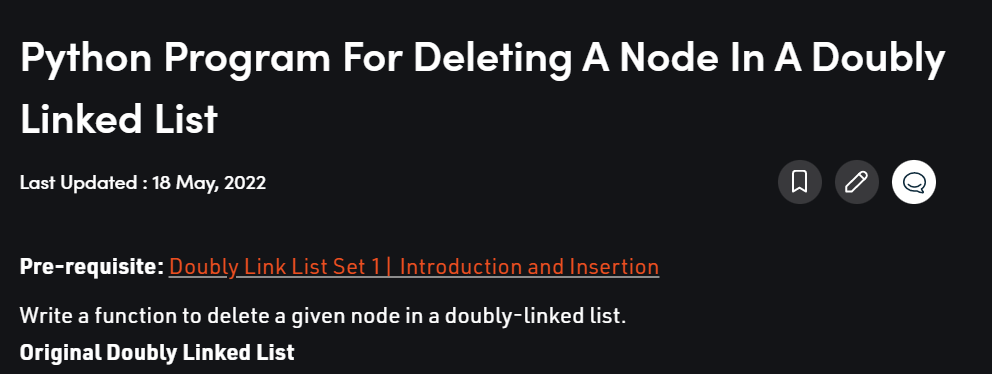 Python Program For Deleting A Node In A Doubly
Linked List
Last Updated : 18 May, 2022
Pre-requisite: Doubly Link List Set 1| Introduction and Insertion
Write a function to delete a given node in a doubly-linked list.
Original Doubly Linked List